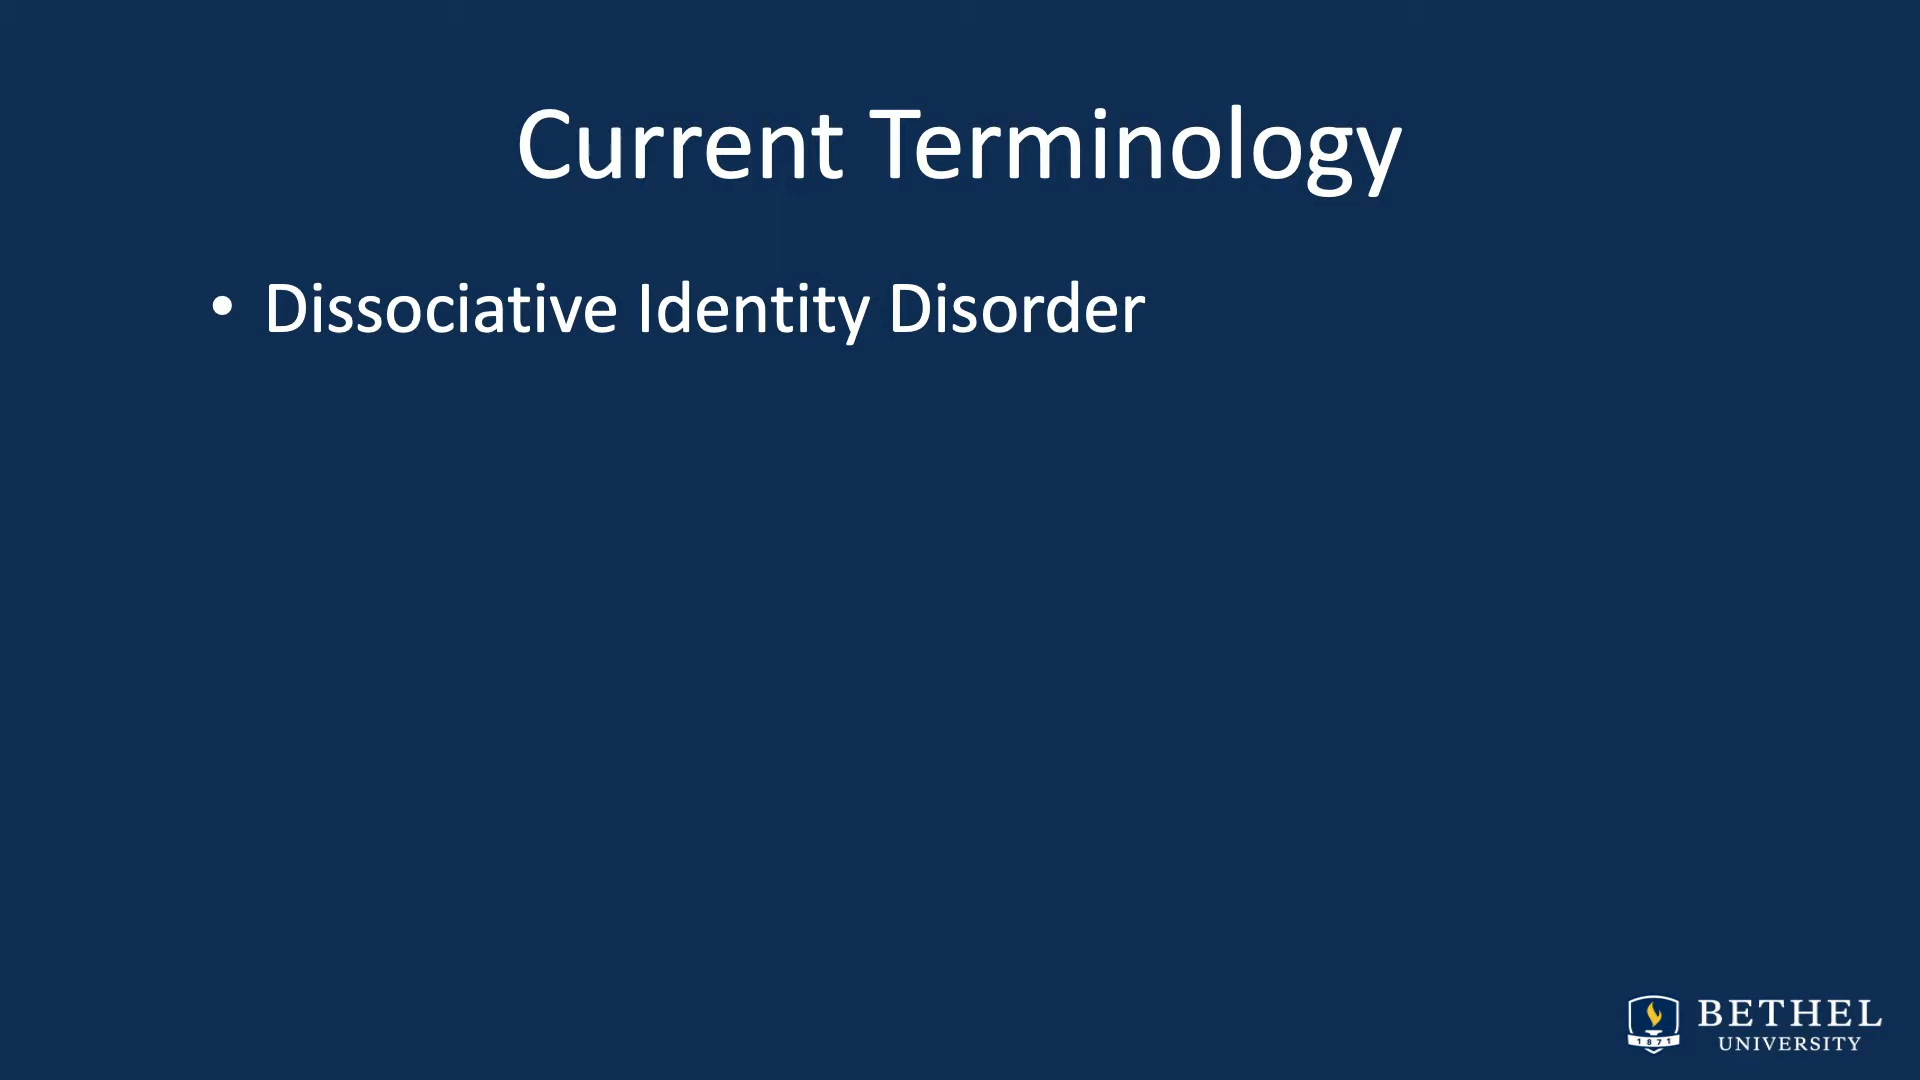 Current Terminology
• Dissociative Identity Disorder
1871
BETHEL
UNIVERSITY